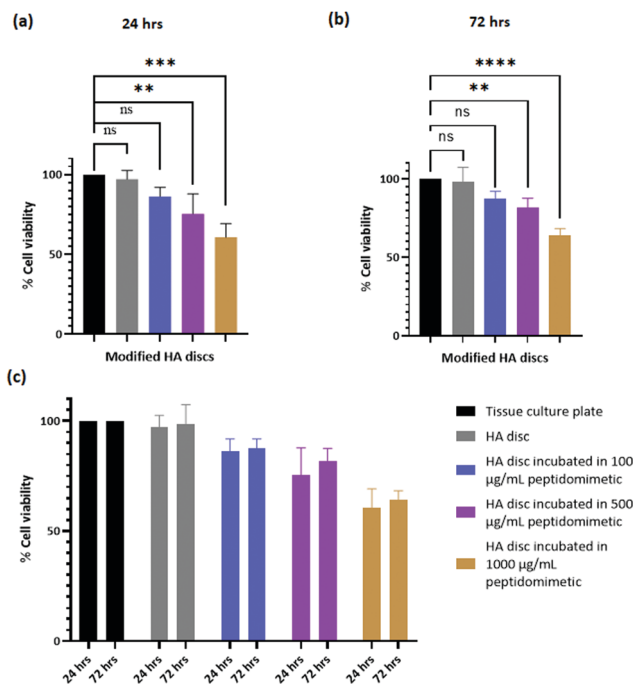 (a)
24 hrs
***
**
ns
ns
100
50
0
% Cell viability
Modified HA discs
(b)
72 hrs
****
**
ns
ns
100
50
0
% Cell viability
Modified HA discs
(c)
100
50
0
% Cell viability
24 hrs
72 hrs
24 hrs
72 hrs
24 hrs
72 hrs
24 hrs
72 hrs
24 hrs
72 hrs
Tissue culture plate
HA disc
HA disc incubated in 100
µg/mL peptidomimetic
HA disc incubated in 500
µg/mL peptidomimetic
HA disc incubated in
1000 µg/mL
peptidomimetic